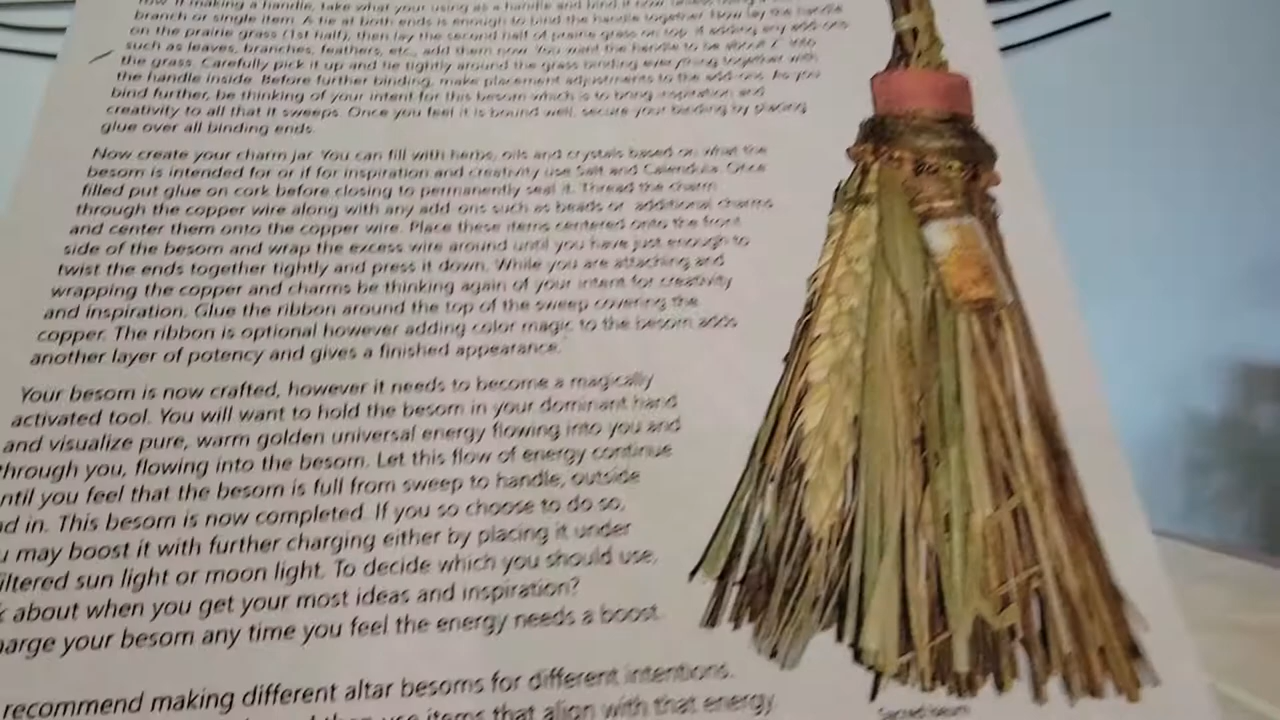 now. If making a handle, take what your using as a handle and bind it now
branch or single item. A tie at both ends is enough to bind the handle together. Now lay the handle
on the prairie grass (1st half), then lay the second half of prairie grass on top. If adding any add-ons
such as leaves, branches, feathers, etc., add them now. You want the handle to be about 2" into
the grass. Carefully pick it up and tie tightly around the grass binding everything together with
the handle inside. Before further binding, make placement adjustments to the add-ons. As you
bind further, be thinking of your intent for this besom which is to bring inspiration and
creativity to all that it sweeps. Once you feel it is bound well, secure your binding by placing
glue over all binding ends.
Now create your charm jar. You can fill with herbs, oils and crystals based on what the
besom is intended for or if for inspiration and creativity use Salt and Calendula. Once
filled put glue on cork before closing to permanently seal it. Thread the charm
through the copper wire along with any add-ons such as beads or additional charms
and center them onto the copper wire. Place these items centered onto the front
side of the besom and wrap the excess wire around until you have just enough to
twist the ends together tightly and press it down. While you are attaching and
wrapping the copper and charms be thinking again of your intent for creativity
and inspiration. Glue the ribbon around the top of the sweep covering the
copper. The ribbon is optional however adding color magic to the besom adds
another layer of potency and gives a finished appearance.
Your besom is now crafted, however it needs to become a magically
activated tool. You will want to hold the besom in your dominant hand
and visualize pure, warm golden universal energy flowing into you and
through you, flowing into the besom. Let this flow of energy continue
ntil you feel that the besom is full from sweep to handle, outside
d in. This besom is now completed. If you so choose to do so,
u may boost it with further charging either by placing it under
iltered sun light or moon light. To decide which you should use,
k about when you get your most ideas and inspiration?
harge your besom any time you feel the energy needs a boost.
recommend making different altar besoms for different intentions.
use items that align with that energy
Sacred besom